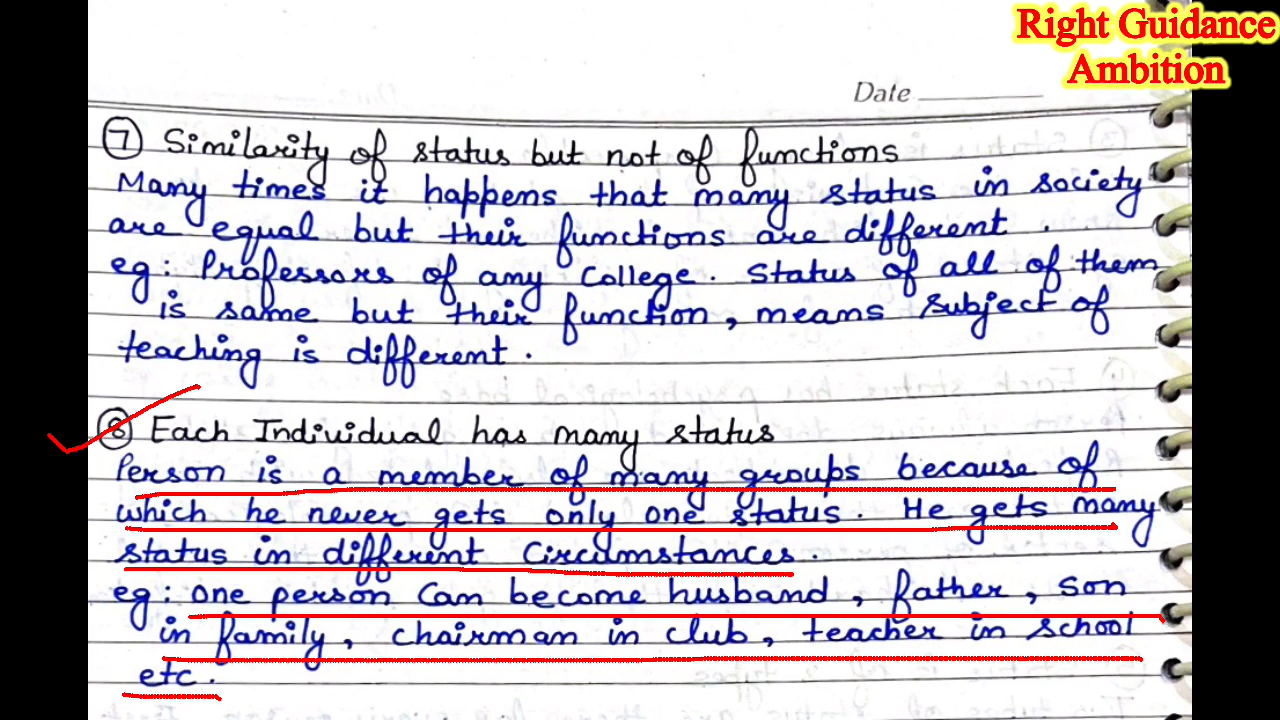 Right Guidance
Ambition
Date
7 Similarity of status but not of functions
Many times it happens that many status in society
are equal but their functions are different .
eg: Professors of any College. Status of all of them
is same but their function, means subject of
teaching is different.
8 Each Individual has many status
Person is a member of many groups because of
which he never gets only one status. He gets many
status in different Circumstances.
eg: one person Can become husband, father, son
in family, chairman in club, teacher in school
etc.